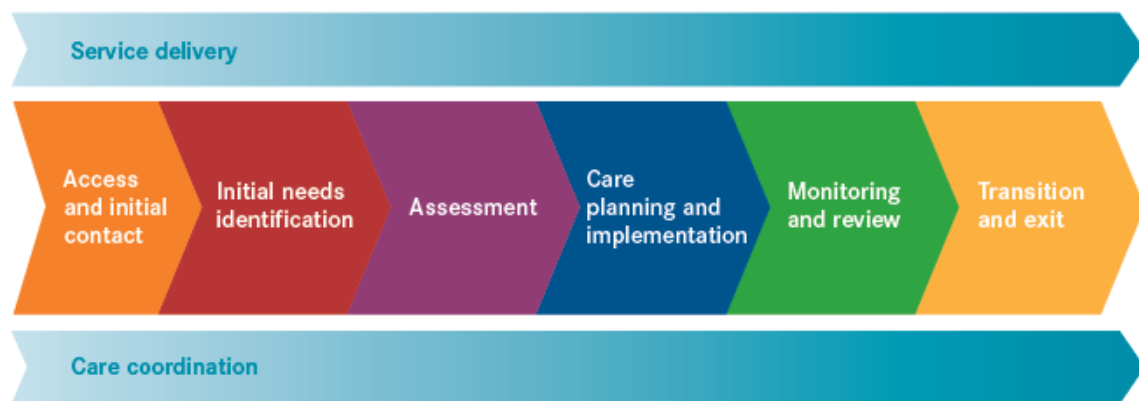 Service delivery
Access
and initial
contact
Initial needs
identification
Assessment
Care
planning and
implementation
Monitoring
and review
Transition
and exit
Care coordination